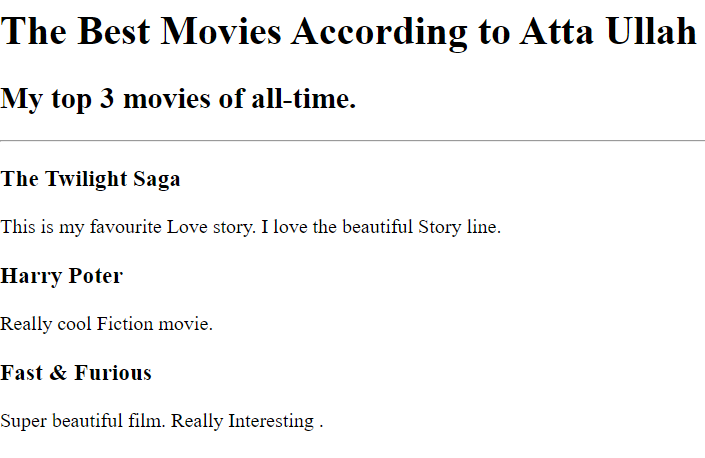 The Best Movies According to Atta Ullah
My top 3 movies of all-time.
The Twilight Saga
This is my favourite Love story. I love the beautiful Story line.
Harry Poter
Really cool Fiction movie.
Fast & Furious
Super beautiful film. Really Interesting .